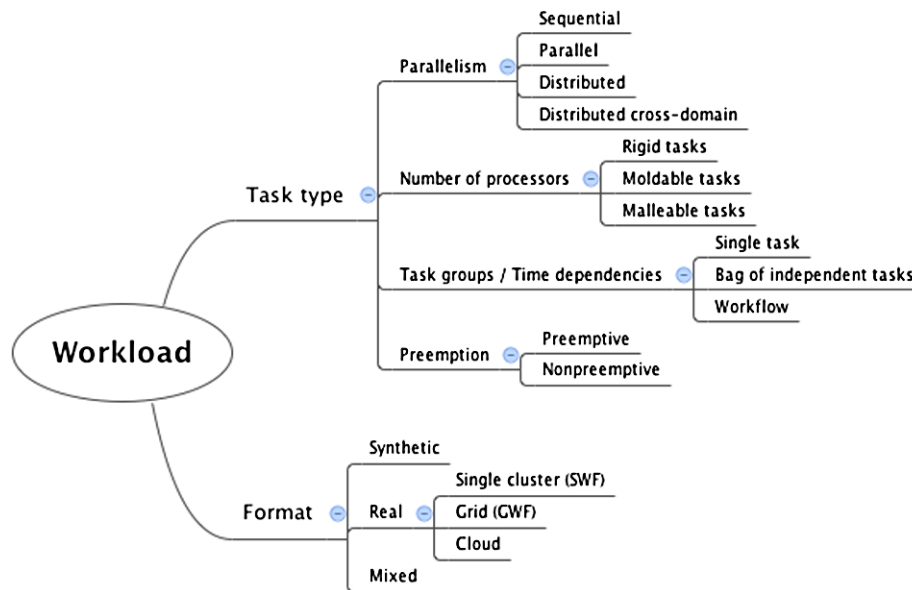 Sequential
Parallel
Parallelism
Distributed
Distributed cross-domain
Rigid tasks
Number of processors
Moldable tasks
Task type
Malleable tasks
Single task
Task groups / Time dependencies
Bag of independent tasks
Workflow
Preemptive
Preemption
Nonpreemptive
Workload
Synthetic
Single cluster (SWF)
Format
Real
Grid (GWF)
Cloud
Mixed